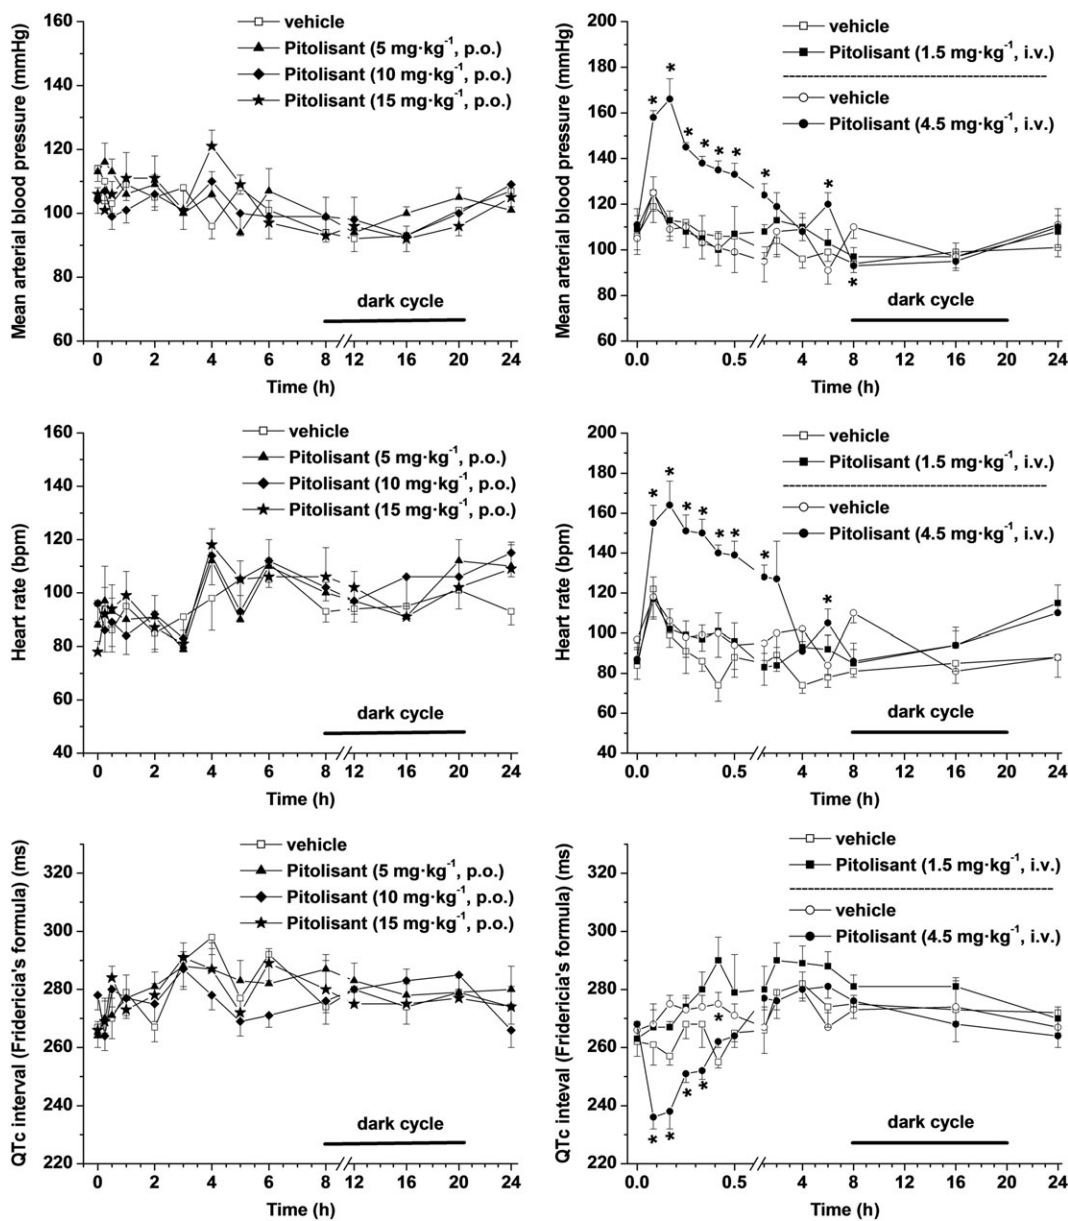 vehicle
Pitolisant (5 mg·kg⁻¹, p.o.)
Pitolisant (10 mg·kg⁻¹, p.o.)
Pitolisant (15 mg·kg⁻¹, p.o.)
Mean arterial blood pressure (mmHg)
160
140
120
100
80
60
dark cycle
0 2 4 6 8 12 16 20 24
Time (h)
vehicle
Pitolisant (1.5 mg·kg⁻¹, i.v.)
vehicle
Pitolisant (4.5 mg·kg⁻¹, i.v.)
Mean arterial blood pressure (mmHg)
200
180
160
140
120
100
80
60
* * * * * * * * *
dark cycle
0.0 0.5 4 8 12 16 20 24
Time (h)
vehicle
Pitolisant (5 mg·kg⁻¹, p.o.)
Pitolisant (10 mg·kg⁻¹, p.o.)
Pitolisant (15 mg·kg⁻¹, p.o.)
Heart rate (bpm)
160
140
120
100
80
60
40
dark cycle
0 2 4 6 8 12 16 20 24
Time (h)
vehicle
Pitolisant (1.5 mg·kg⁻¹, i.v.)
vehicle
Pitolisant (4.5 mg·kg⁻¹, i.v.)
Heart rate (bpm)
200
180
160
140
120
100
80
60
40
* * * * * * * *
dark cycle
0.0 0.5 4 8 12 16 20 24
Time (h)
vehicle
Pitolisant (5 mg·kg⁻¹, p.o.)
Pitolisant (10 mg·kg⁻¹, p.o.)
Pitolisant (15 mg·kg⁻¹, p.o.)
QTc interval (Fridericia's formula) (ms)
320
300
280
260
240
220
dark cycle
0 2 4 6 8 12 16 20 24
Time (h)
vehicle
Pitolisant (1.5 mg·kg⁻¹, i.v.)
vehicle
Pitolisant (4.5 mg·kg⁻¹, i.v.)
QTc inteval (Fridericia's formula) (ms)
320
300
280
260
240
220
* * * * *
dark cycle
0.0 0.5 4 8 12 16 20 24
Time (h)